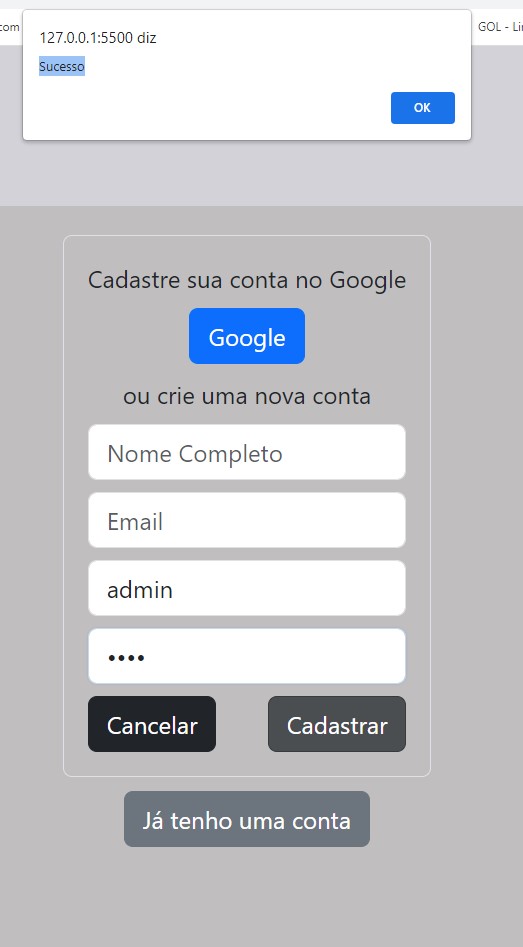 com
GOL - Li
127.0.0.1:5500 diz
Sucesso
OK
Cadastre sua conta no Google
Google
ou crie uma nova conta
Nome Completo
Email
admin
••••
Cancelar Cadastrar
Já tenho uma conta